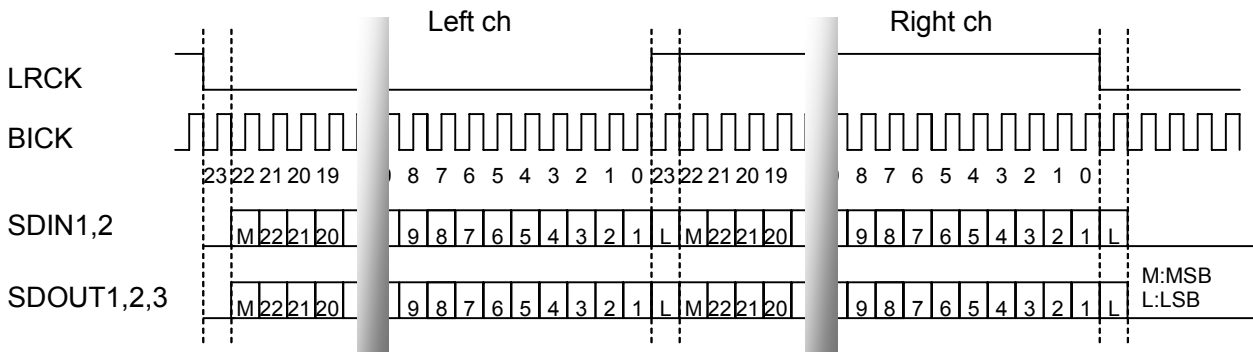 Left ch Right ch
LRCK
BICK
23 22 21 20 19 8 7 6 5 4 3 2 1 0 23 22 21 20 19 8 7 6 5 4 3 2 1 0
SDIN1,2 M 22 21 20 9 8 7 6 5 4 3 2 1 L M 22 21 20 9 8 7 6 5 4 3 2 1 L
SDOUT1,2,3 M 22 21 20 9 8 7 6 5 4 3 2 1 L M 22 21 20 9 8 7 6 5 4 3 2 1 L
M:MSB
L:LSB